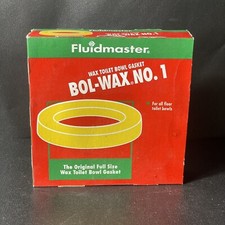 Fluidmaster.
WAX TOILET BOWL GASKET
BOL-WAX. NO. 1
• For all floor
toilet bowls
The Original Full Size
Wax Toilet Bowl Gasket